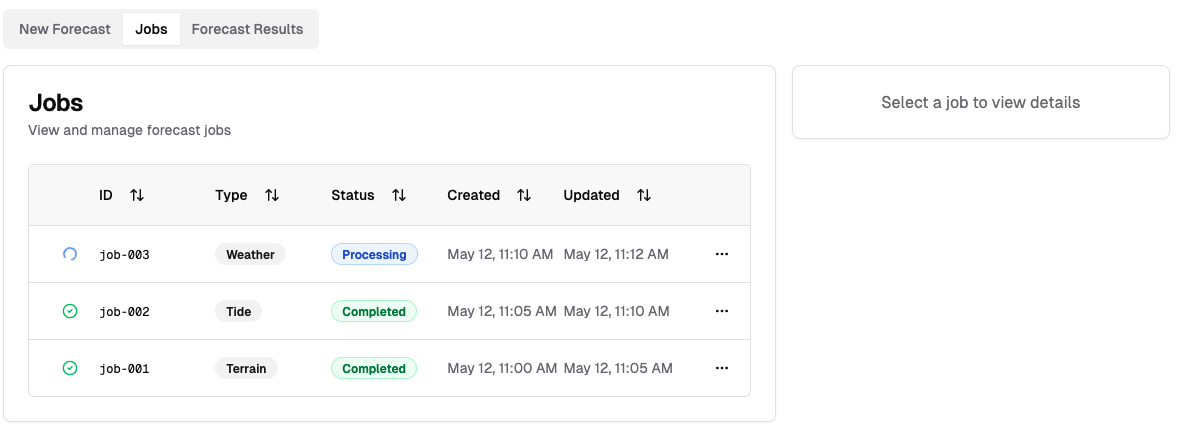 New Forecast Jobs Forecast Results
Jobs
View and manage forecast jobs
Select a job to view details
ID Type Status Created Updated
job-003 Weather Processing May 12, 11:10 AM May 12, 11:12 AM
job-002 Tide Completed May 12, 11:05 AM May 12, 11:10 AM
job-001 Terrain Completed May 12, 11:00 AM May 12, 11:05 AM